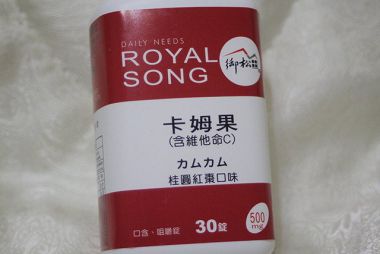 DAILY NEEDS
ROYAL
SONG
御松
卡姆果
(含維他命C)
カムカム
桂圓紅棗口味
口含、咀嚼錠
30錠
500
mg